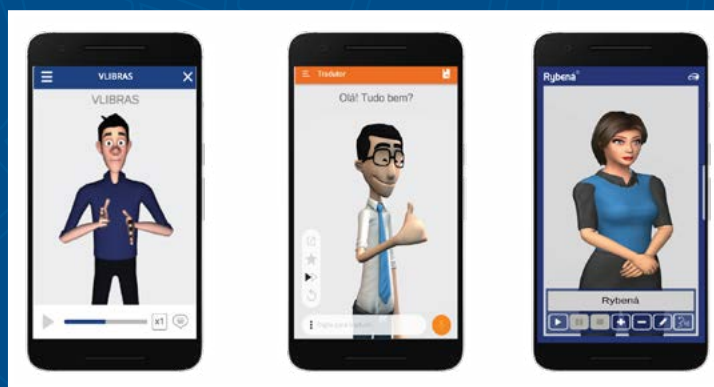 VLIBRAS
VLIBRAS
x1
Tradutor
Olá! Tudo bem?
Rybená
Rybená